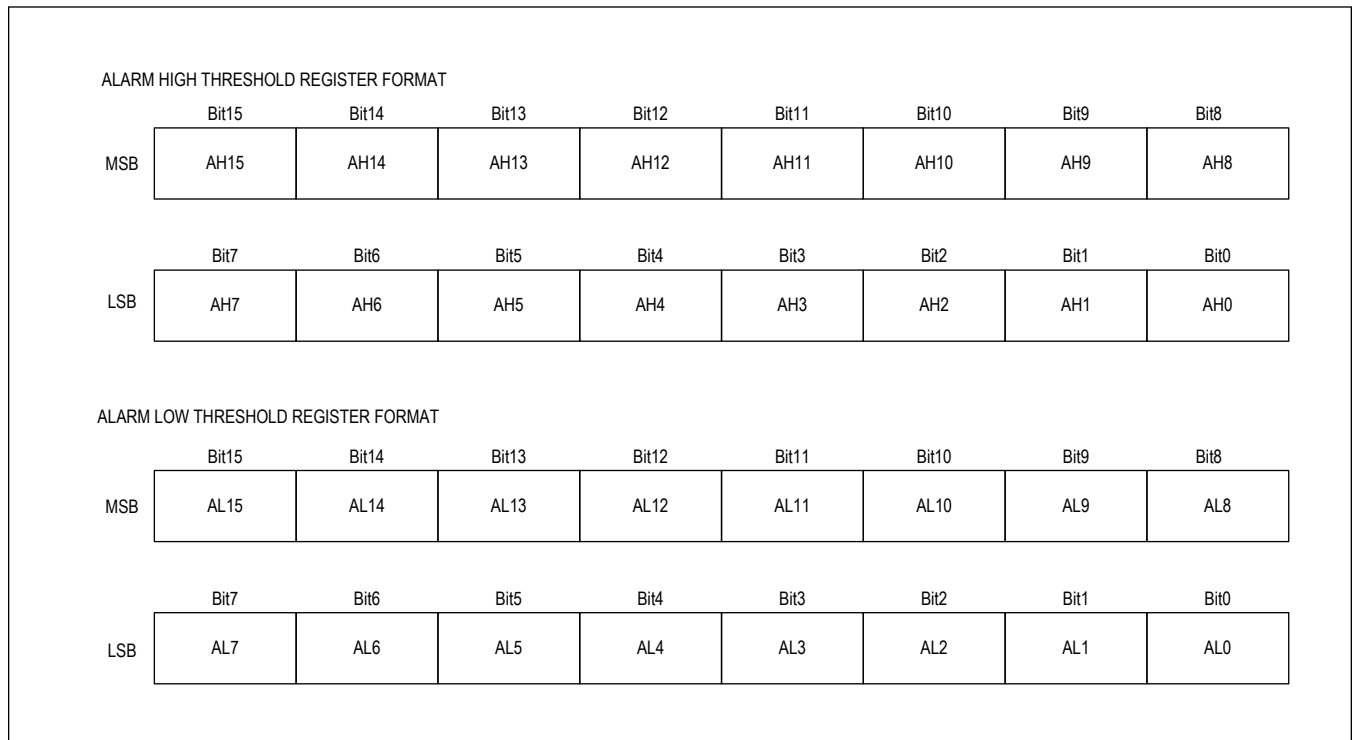 ALARM HIGH THRESHOLD REGISTER FORMAT
Bit15 Bit14 Bit13 Bit12 Bit11 Bit10 Bit9 Bit8
MSB AH15 AH14 AH13 AH12 AH11 AH10 AH9 AH8
Bit7 Bit6 Bit5 Bit4 Bit3 Bit2 Bit1 Bit0
LSB AH7 AH6 AH5 AH4 AH3 AH2 AH1 AH0
ALARM LOW THRESHOLD REGISTER FORMAT
Bit15 Bit14 Bit13 Bit12 Bit11 Bit10 Bit9 Bit8
MSB AL15 AL14 AL13 AL12 AL11 AL10 AL9 AL8
Bit7 Bit6 Bit5 Bit4 Bit3 Bit2 Bit1 Bit0
LSB AL7 AL6 AL5 AL4 AL3 AL2 AL1 AL0